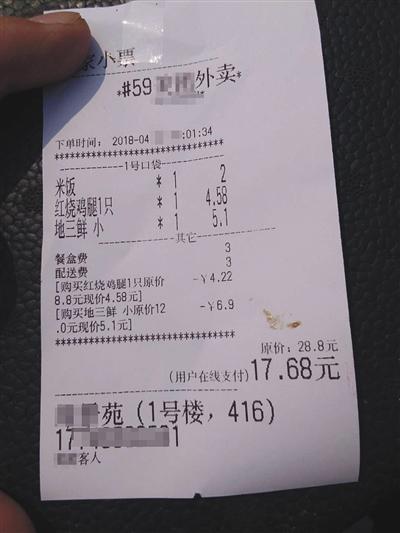 家小票
*#59 外卖*
下单时间: 2018-04 :01:34
********************************
1号口袋
米饭 * 1 2
红烧鸡腿1只 * 1 4.58
地三鲜 小 * 1 5.1
其它
餐盒费 3
配送费 3
[购买红烧鸡腿1只原价 -￥4.22
8.8元现价4.58元]
[购买地三鲜 小原价12 -￥6.9
.0元现价5.1元]
********************************
原价: 28.8元
(用户在线支付) 17.68元
苑 (1号楼, 416)
17 1
客人